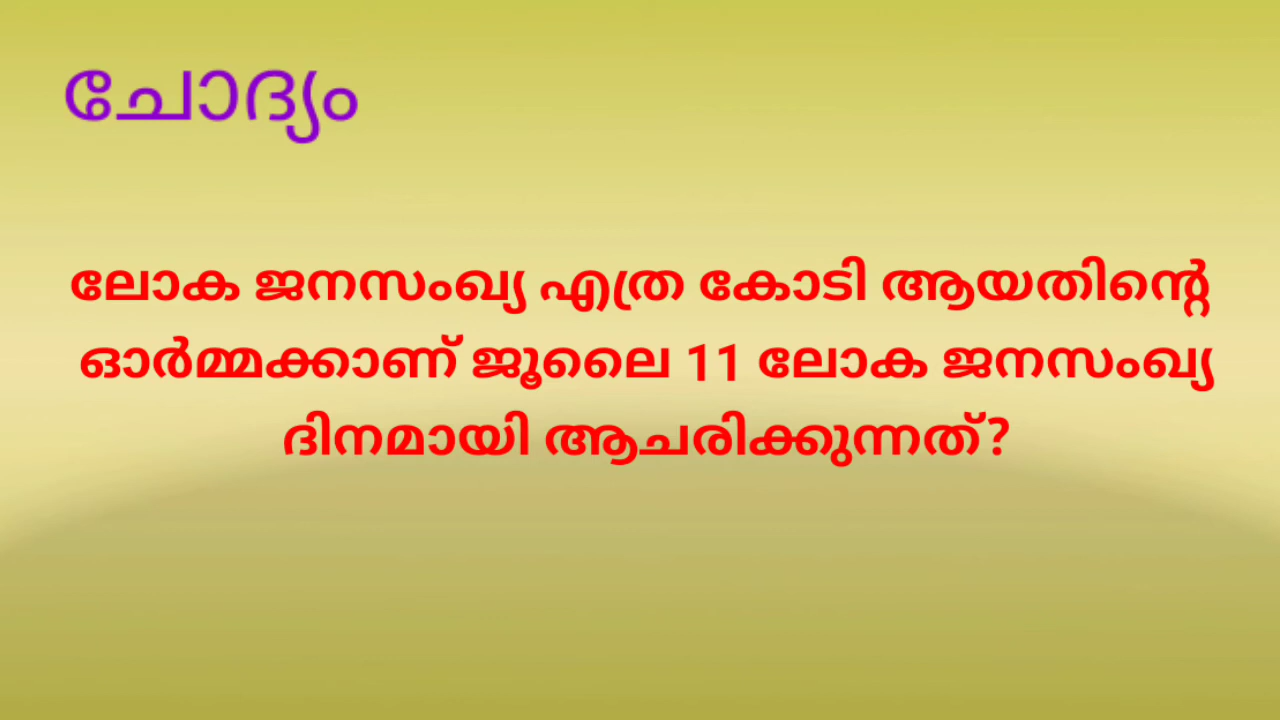 ചോദ്യം
ലോക ജനസംഖ്യ എത്ര കോടി ആയതിന്റെ
ഓർമ്മക്കാണ് ജൂലൈ 11 ലോക ജനസംഖ്യ
ദിനമായി ആചരിക്കുന്നത്?